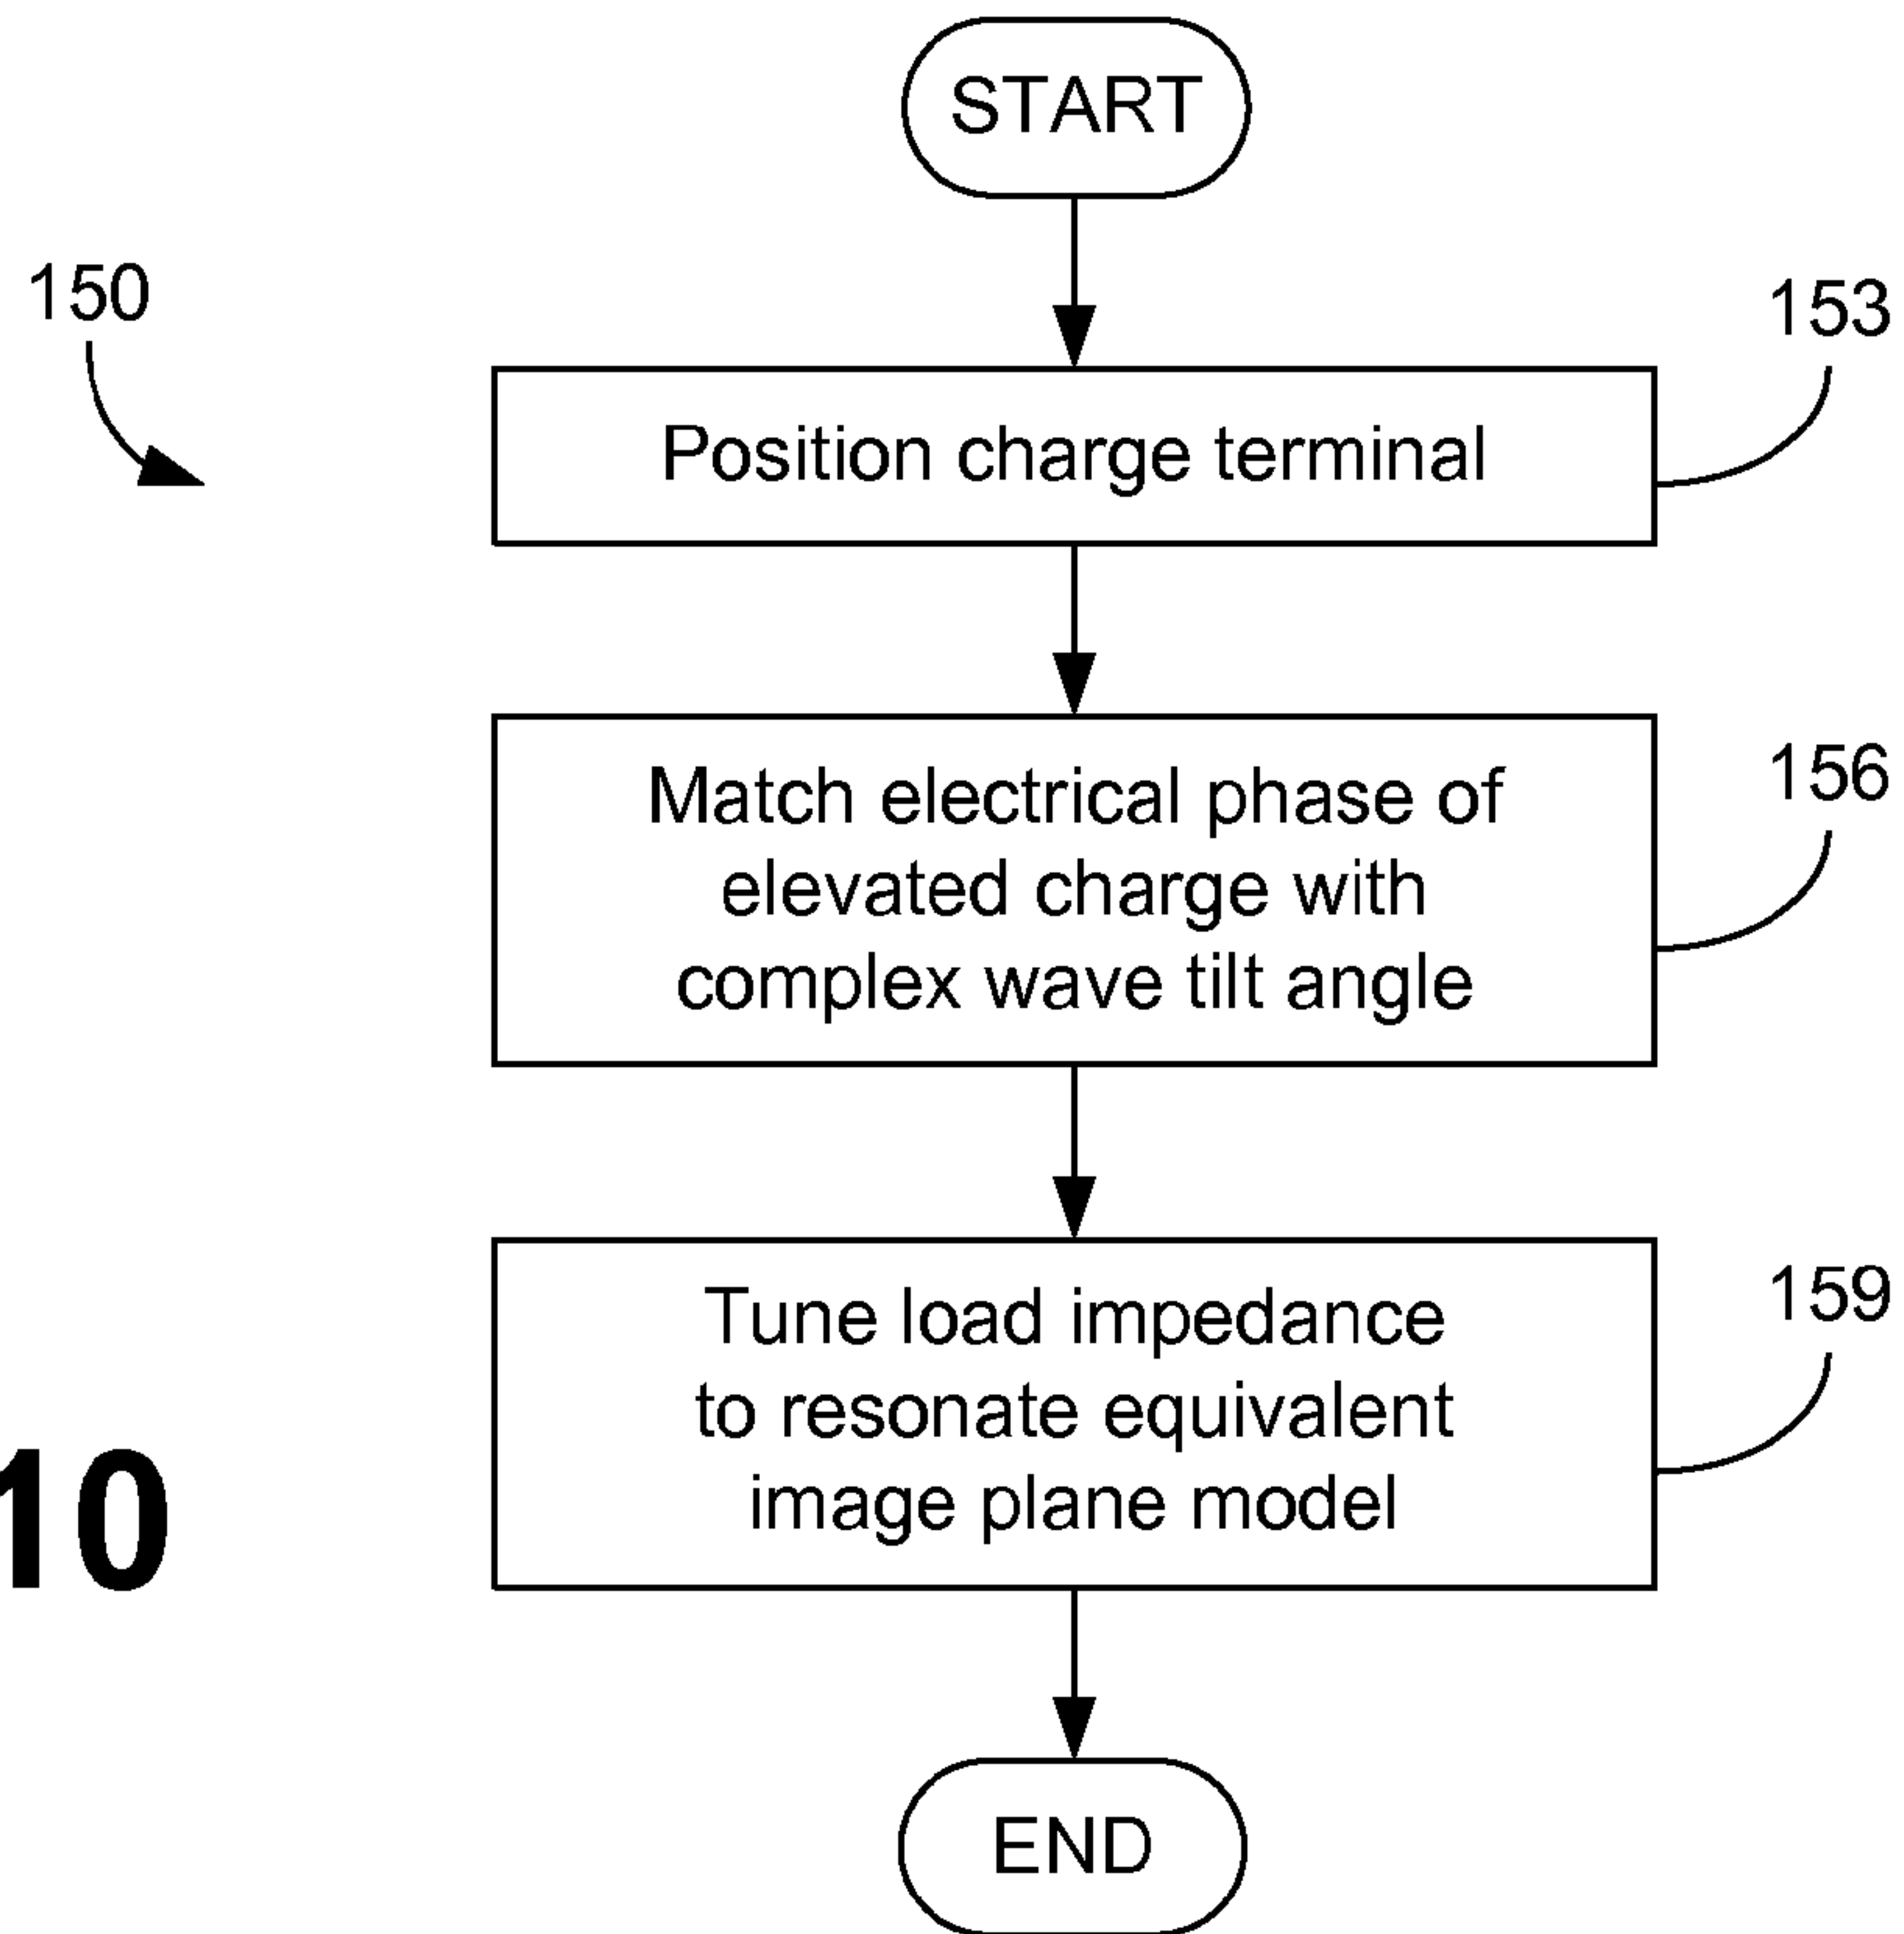 START
150
153
Position charge terminal
156
Match electrical phase of
elevated charge with
complex wave tilt angle
159
Tune load impedance
to resonate equivalent
image plane model
10
END